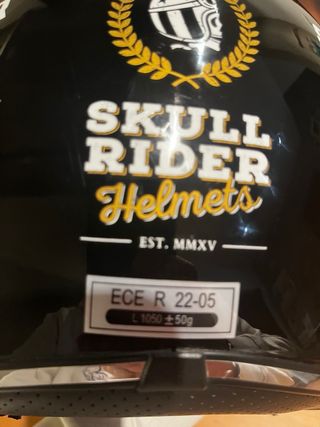 SKULL
RIDER
Helmets
EST. MMXV
ECE R 22-05
L 1050 ±50g